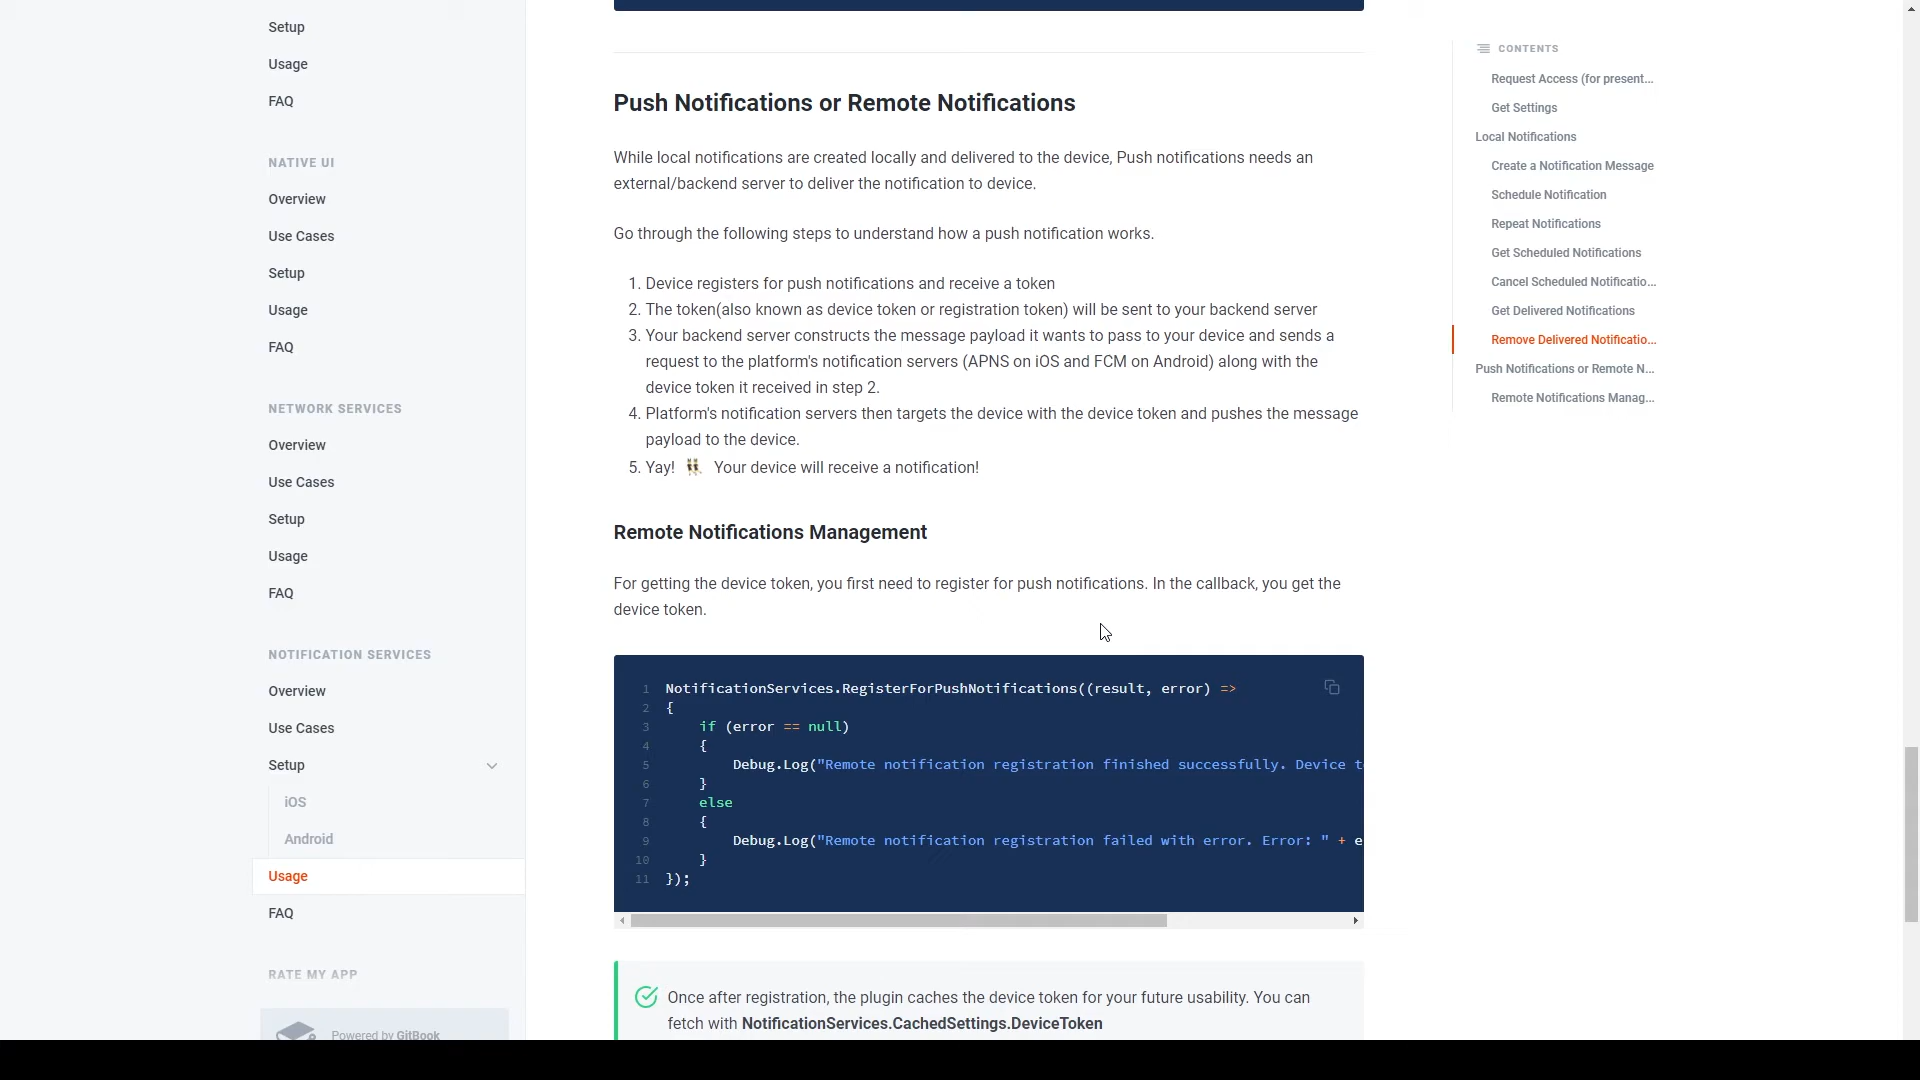 Setup
Usage
FAQ
NATIVE UI
Overview
Use Cases
Setup
Usage
FAQ
NETWORK SERVICES
Overview
Use Cases
Setup
Usage
FAQ
NOTIFICATION SERVICES
Overview
Use Cases
Setup
iOS
Android
Usage
FAQ
RATE MY APP
Powered by GitBook
Push Notifications or Remote Notifications
While local notifications are created locally and delivered to the device, Push notifications needs an
external/backend server to deliver the notification to device.
Go through the following steps to understand how a push notification works.
1. Device registers for push notifications and receive a token
2. The token(also known as device token or registration token) will be sent to your backend server
3. Your backend server constructs the message payload it wants to pass to your device and sends a
request to the platform's notification servers (APNS on iOS and FCM on Android) along with the
device token it received in step 2.
4. Platform's notification servers then targets the device with the device token and pushes the message
payload to the device.
5. Yay! 👯 Your device will receive a notification!
Remote Notifications Management
For getting the device token, you first need to register for push notifications. In the callback, you get the
device token.
1 NotificationServices.RegisterForPushNotifications((result, error) =>
2 {
3 if (error == null)
4 {
5 Debug.Log("Remote notification registration finished successfully. Device t
6 }
7 else
8 {
9 Debug.Log("Remote notification registration failed with error. Error: " + e
10 }
11 });
Once after registration, the plugin caches the device token for your future usability. You can
fetch with NotificationServices.CachedSettings.DeviceToken
CONTENTS
Request Access (for present...
Get Settings
Local Notifications
Create a Notification Message
Schedule Notification
Repeat Notifications
Get Scheduled Notifications
Cancel Scheduled Notificatio...
Get Delivered Notifications
Remove Delivered Notificatio...
Push Notifications or Remote N...
Remote Notifications Manag...